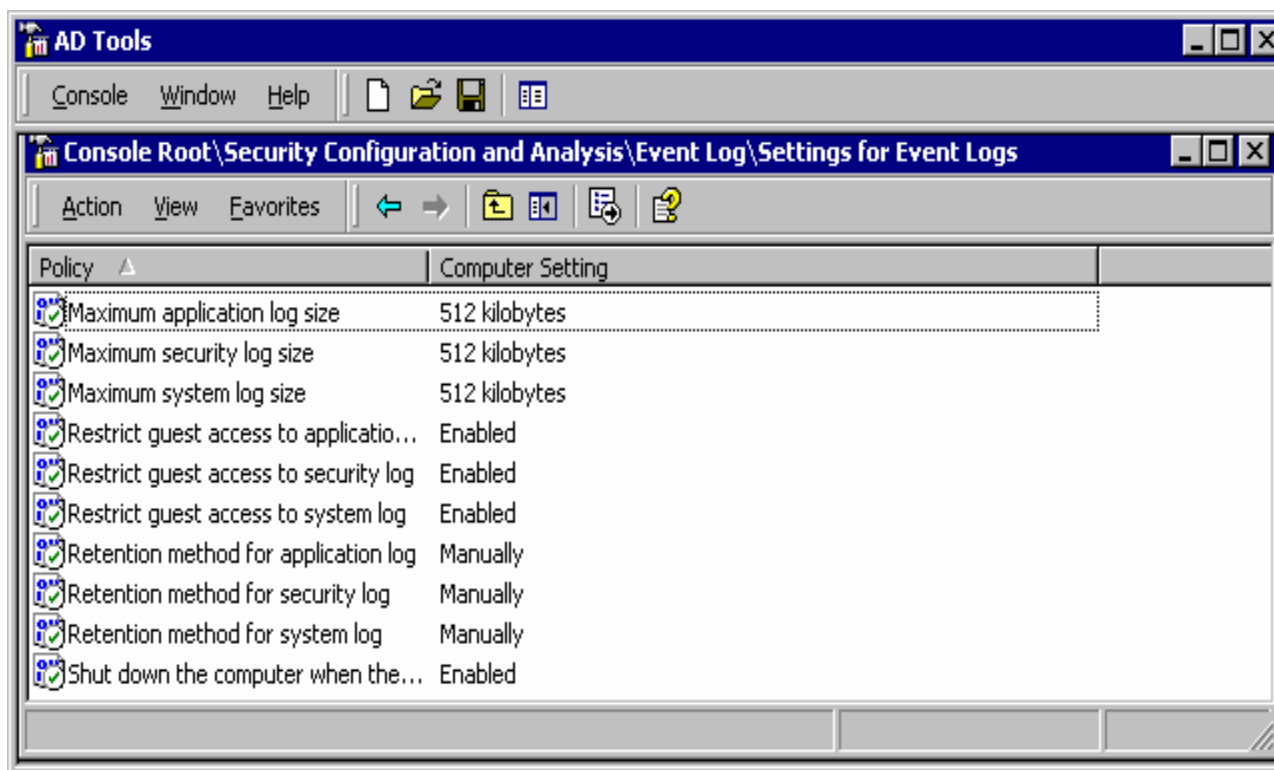 AD Tools
Console Window Help
Console Root\Security Configuration and Analysis\Event Log\Settings for Event Logs
Action View Favorites
Policy Computer Setting
Maximum application log size 512 kilobytes
Maximum security log size 512 kilobytes
Maximum system log size 512 kilobytes
Restrict guest access to applicatio... Enabled
Restrict guest access to security log Enabled
Restrict guest access to system log Enabled
Retention method for application log Manually
Retention method for security log Manually
Retention method for system log Manually
Shut down the computer when the... Enabled